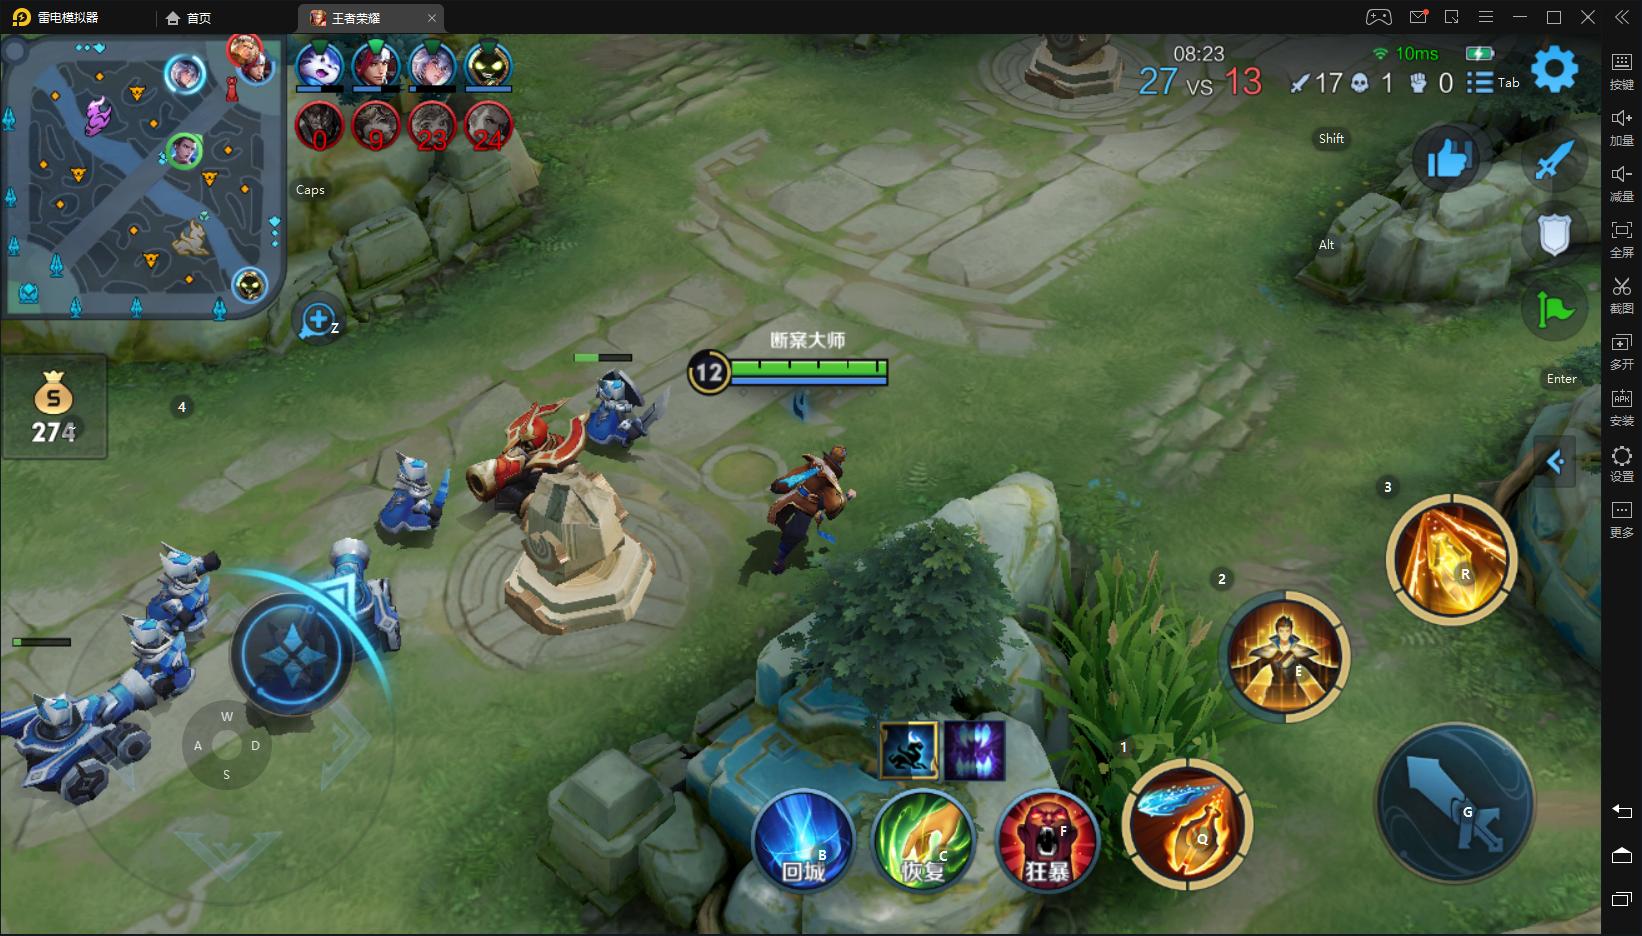 雷电模拟器
首页
王者荣耀
08:23
10ms
27 vs 13
17 1 0
Tab
按键
加量
减量
全屏
截图
多开
安装
设置
更多
0 9 23 24
Caps
Shift
Alt
Enter
Z
S
274
4
断案大师
12
3
R
2
E
1
Q
G
W
A D
S
B
回城
C
恢复
F
狂暴